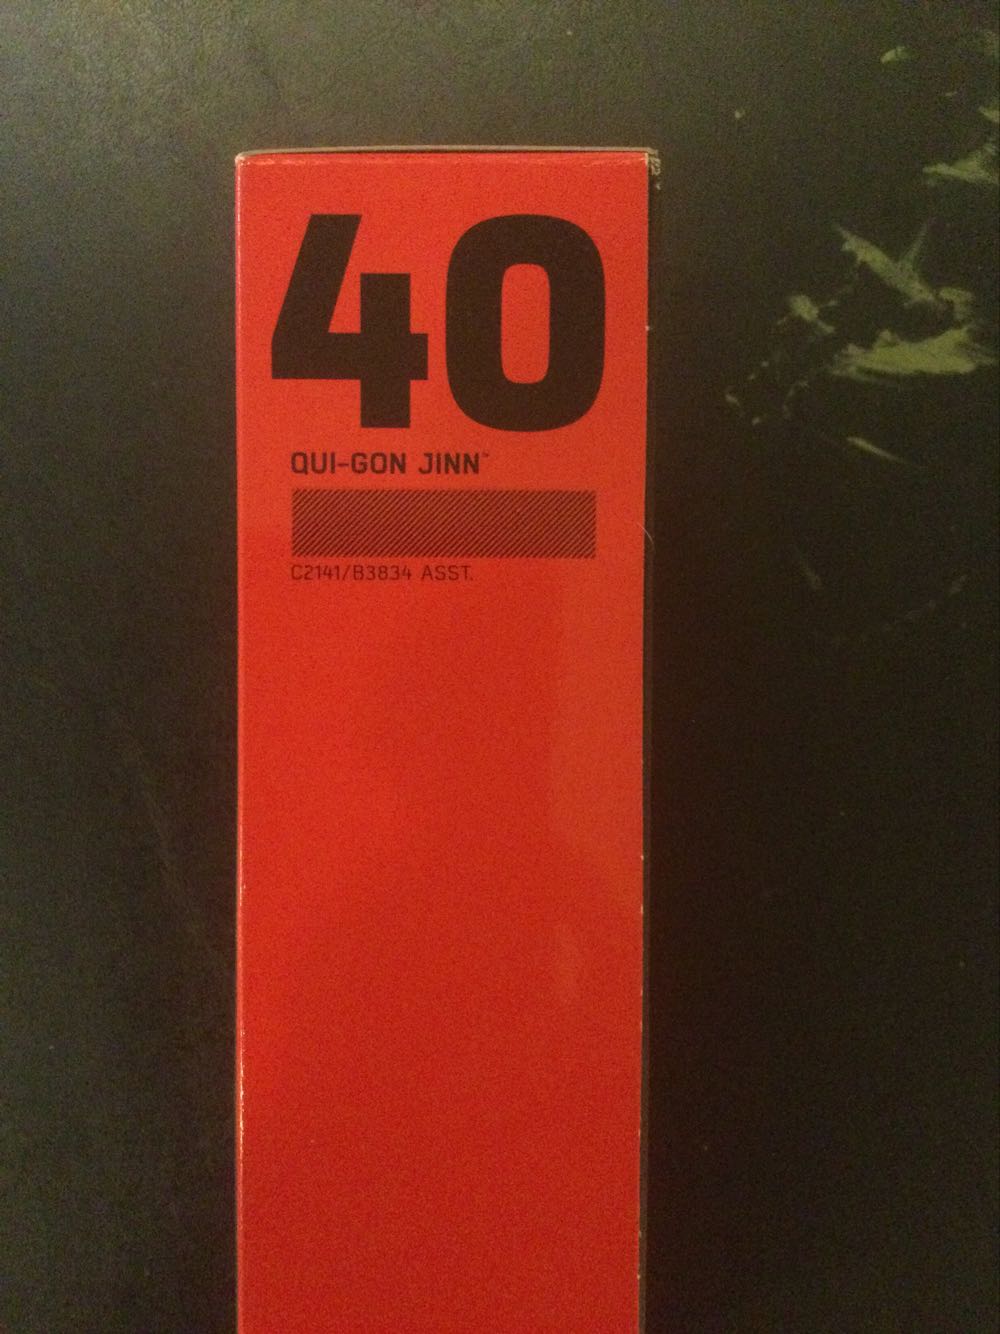 40
QUI-GON JINN™
C2141/B3834 ASST.